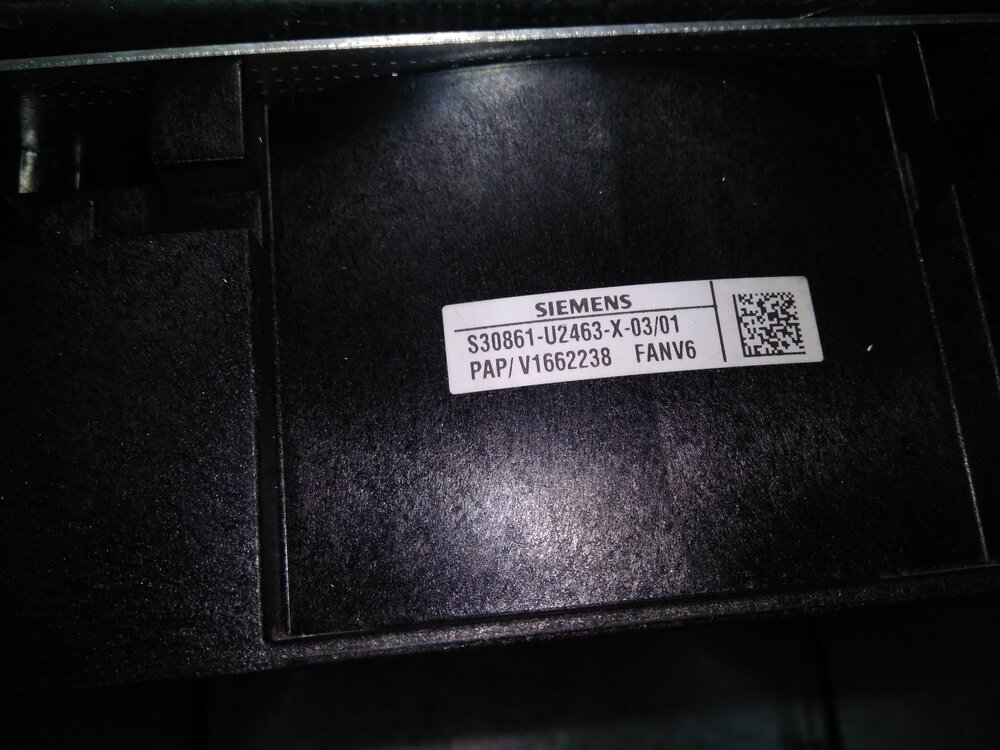 SIEMENS
S30861-U2463-X-03/01
PAP/V1662238 FANV6